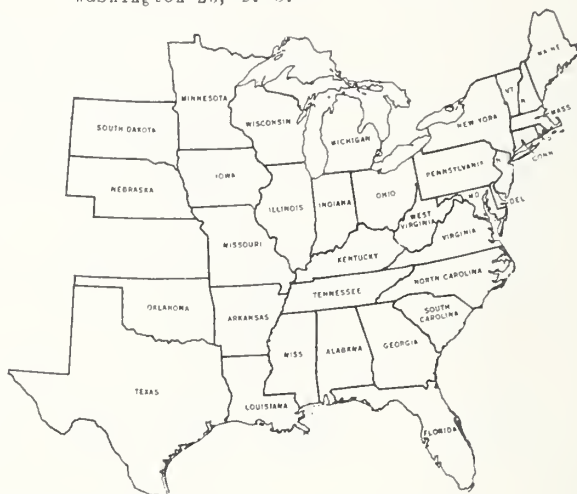 Washington 25, D. C.
MAINE
MINNESOTA
VT
N
SOUTH DAKOTA
WISCONSIN
MICHIGAN
NEW YORK
MASS
CONN
IOWA
PENNSYLVANIA
N
NEBRASKA
ILLINOIS
INDIANA
OHIO
MD
DEL
WEST
VIRGINIA
VIRGINIA
MISSOURI
KENTUCKY
NORTH CAROLINA
TENNESSEE
OKLAHOMA
ARKANSAS
SOUTH
CAROLINA
MISS
ALABAMA
GEORGIA
TEXAS
LOUISIANA
FLORIDA